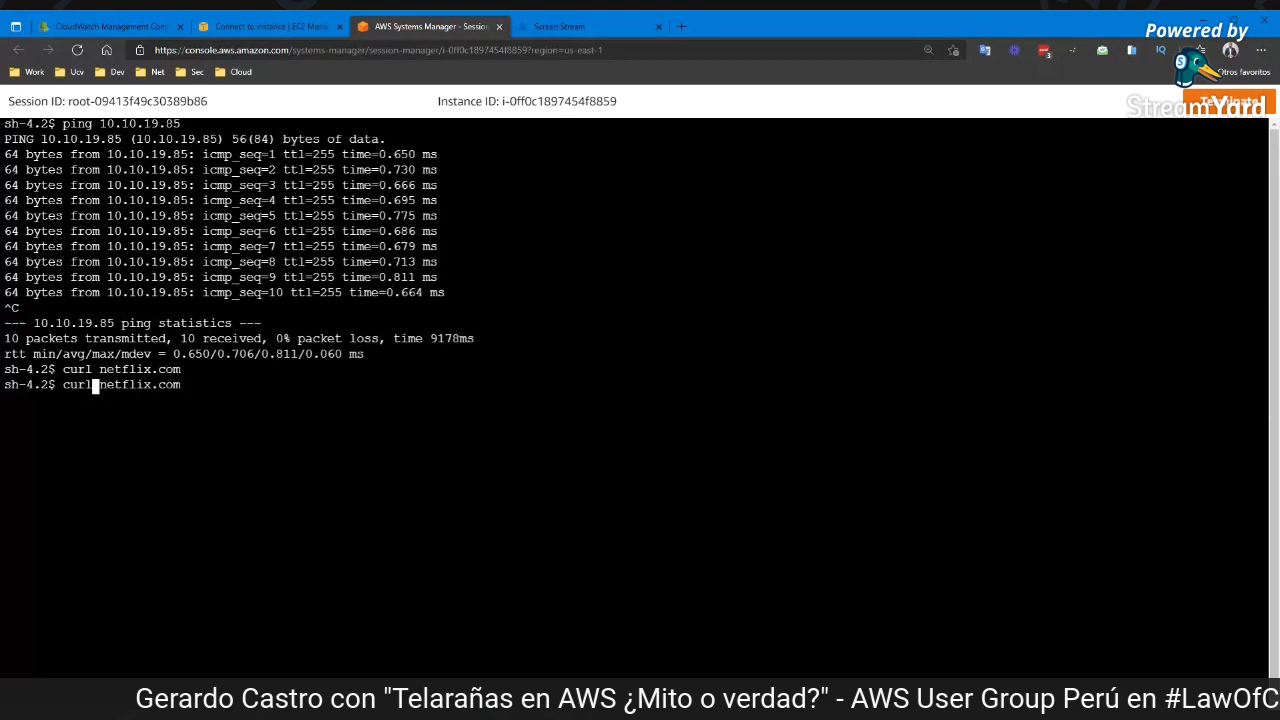 CloudWatch Management Con
Connect to instance | EC2 Mana
AWS Systems Manager - Session
Screen Stream
https://console.aws.amazon.com/systems-manager/session-manager/i-0ff0c1897454f8859?region=us-east-1
Work
Ucv
Dev
Net
Sec
Cloud
Otros favoritos
Powered by
StreamYard
Session ID: root-09413f49c30389b86
Instance ID: i-0ff0c1897454f8859
Terminate
sh-4.2$ ping 10.10.19.85
PING 10.10.19.85 (10.10.19.85) 56(84) bytes of data.
64 bytes from 10.10.19.85: icmp_seq=1 ttl=255 time=0.650 ms
64 bytes from 10.10.19.85: icmp_seq=2 ttl=255 time=0.730 ms
64 bytes from 10.10.19.85: icmp_seq=3 ttl=255 time=0.666 ms
64 bytes from 10.10.19.85: icmp_seq=4 ttl=255 time=0.695 ms
64 bytes from 10.10.19.85: icmp_seq=5 ttl=255 time=0.775 ms
64 bytes from 10.10.19.85: icmp_seq=6 ttl=255 time=0.686 ms
64 bytes from 10.10.19.85: icmp_seq=7 ttl=255 time=0.679 ms
64 bytes from 10.10.19.85: icmp_seq=8 ttl=255 time=0.713 ms
64 bytes from 10.10.19.85: icmp_seq=9 ttl=255 time=0.811 ms
64 bytes from 10.10.19.85: icmp_seq=10 ttl=255 time=0.664 ms
^C
--- 10.10.19.85 ping statistics ---
10 packets transmitted, 10 received, 0% packet loss, time 9178ms
rtt min/avg/max/mdev = 0.650/0.706/0.811/0.060 ms
sh-4.2$ curl netflix.com
sh-4.2$ curl netflix.com
Gerardo Castro con "Telarañas en AWS ¿Mito o verdad?" - AWS User Group Perú en #LawOfC